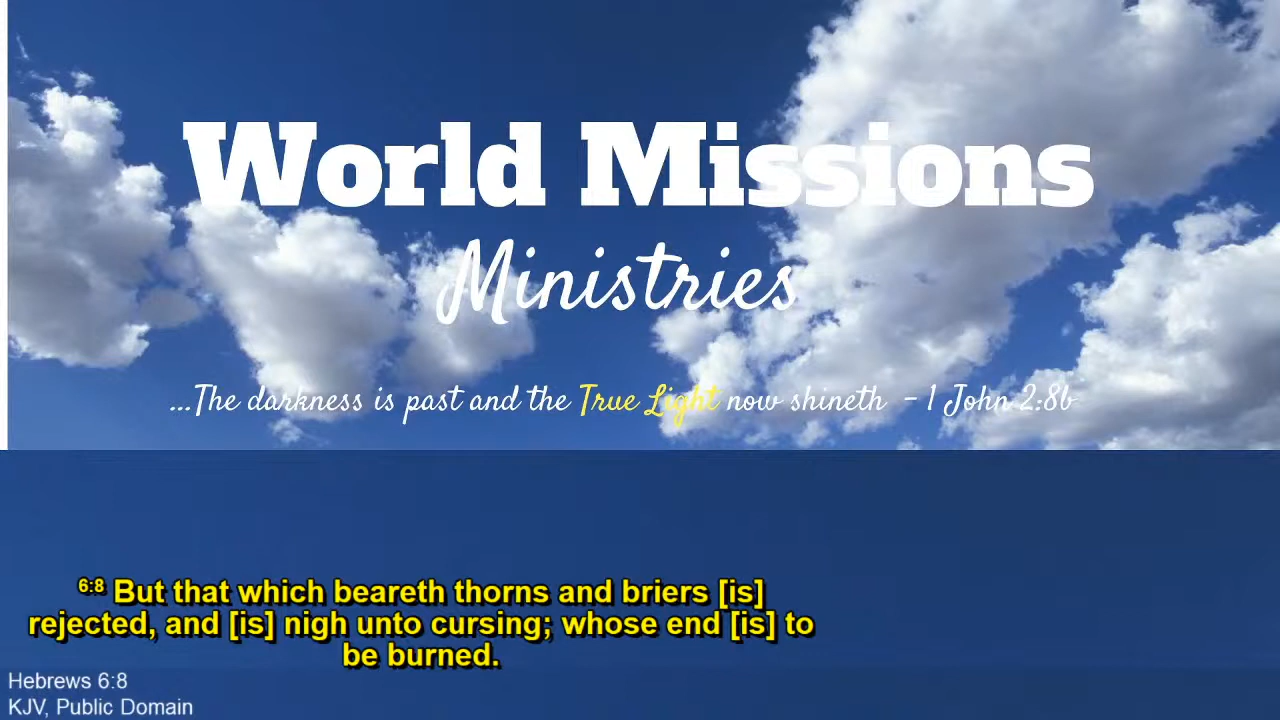 World Missions
Ministries
...The darkness is past and the True Light now shineth - 1 John 2:8b
6:8 But that which beareth thorns and briers [is]
rejected, and [is] nigh unto cursing; whose end [is] to
be burned.
Hebrews 6:8
KJV, Public Domain